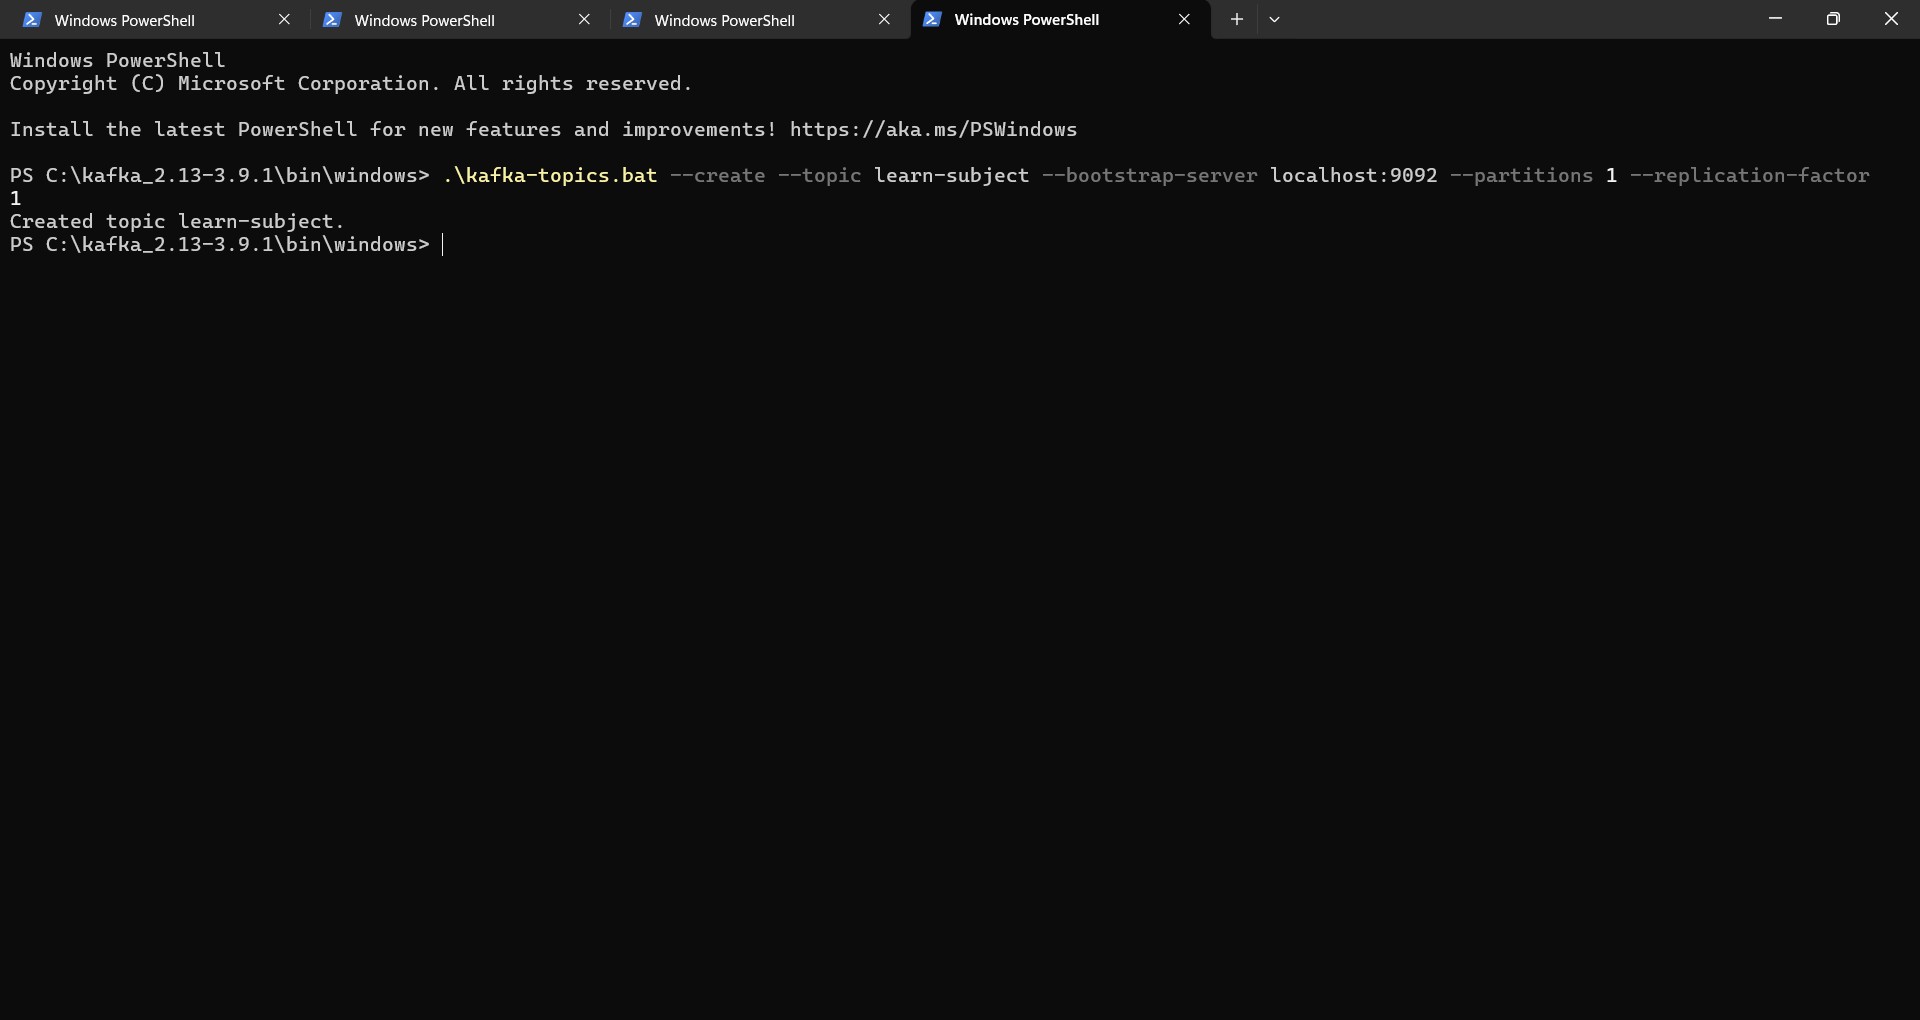 Windows PowerShell
Windows PowerShell
Windows PowerShell
Windows PowerShell
Windows PowerShell
Copyright (C) Microsoft Corporation. All rights reserved.
Install the latest PowerShell for new features and improvements! https://aka.ms/PSWindows
PS C:\kafka_2.13-3.9.1\bin\windows> .\kafka-topics.bat --create --topic learn-subject --bootstrap-server localhost:9092 --partitions 1 --replication-factor
1
Created topic learn-subject.
PS C:\kafka_2.13-3.9.1\bin\windows>